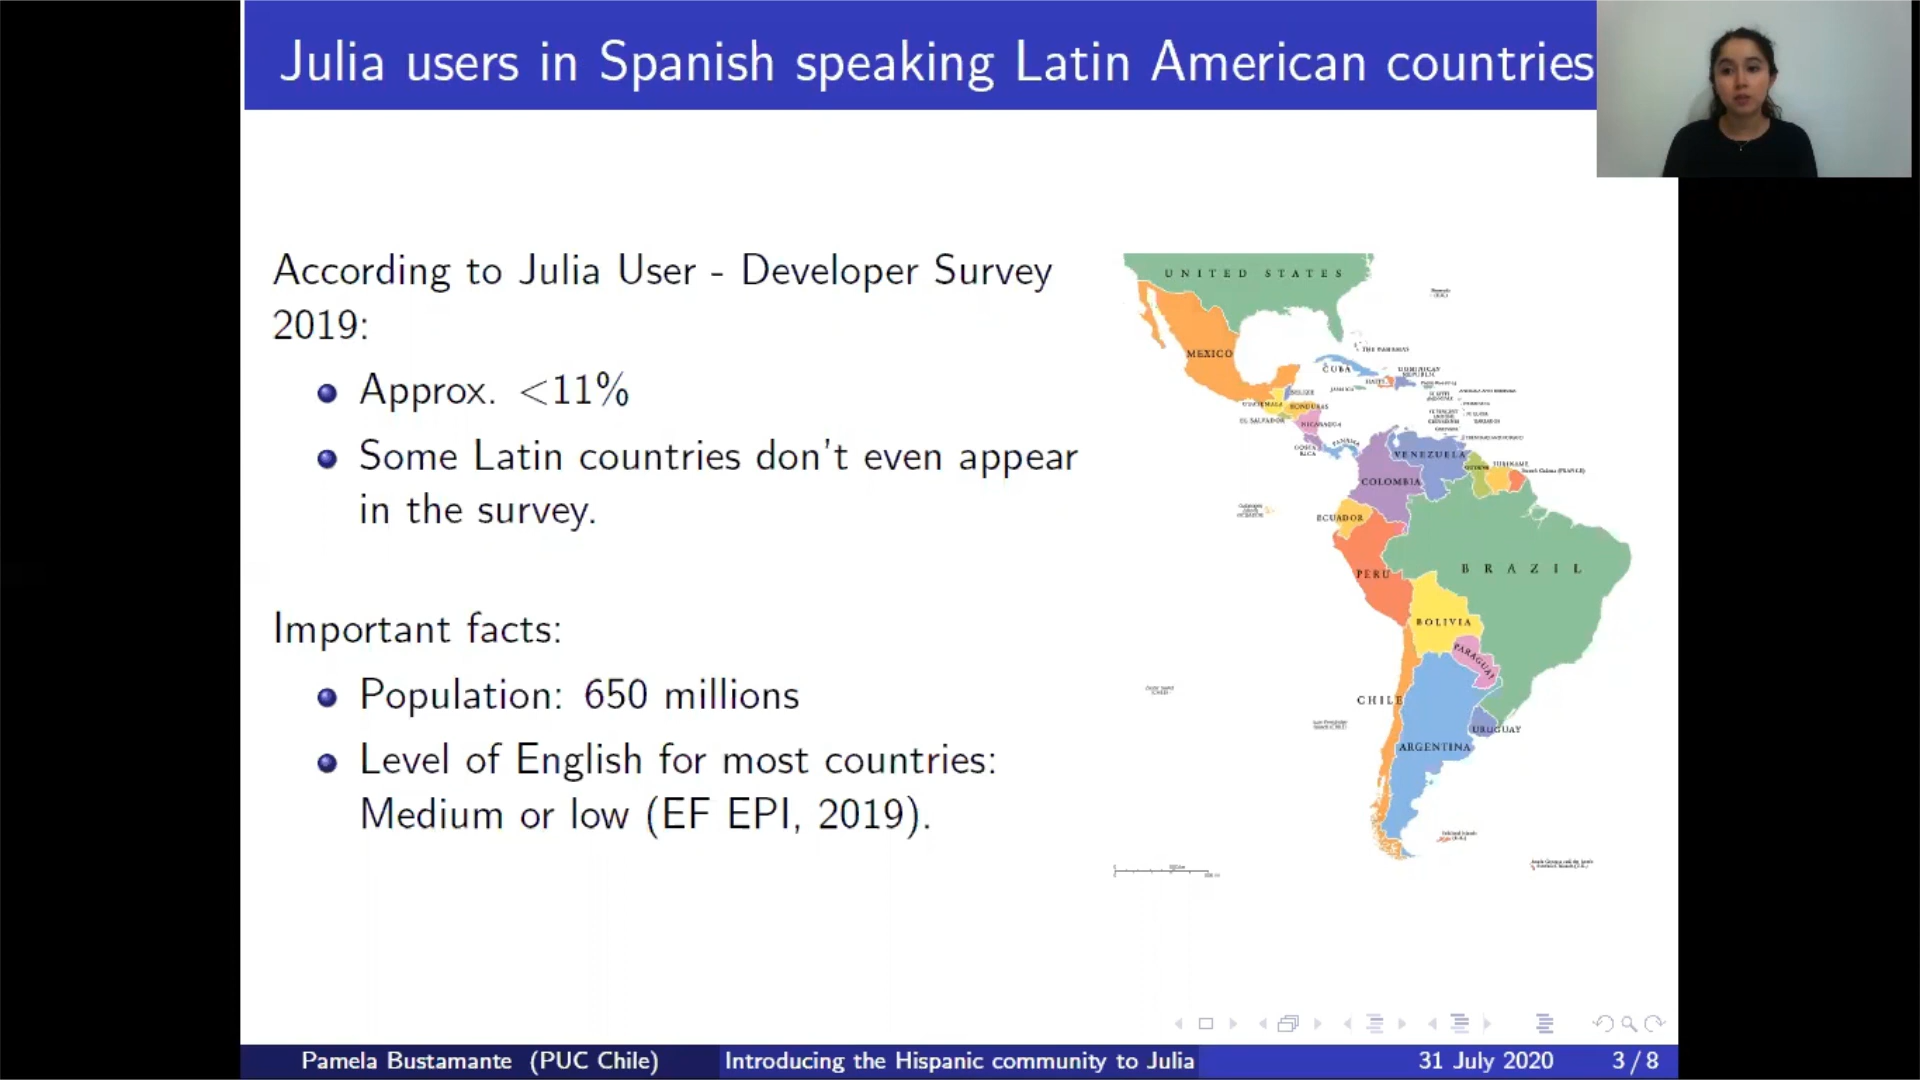 Julia users in Spanish speaking Latin American countries
According to Julia User - Developer Survey
2019:
Approx. <11%
Some Latin countries don't even appear
in the survey.
Important facts:
Population: 650 millions
Level of English for most countries:
Medium or low (EF EPI, 2019).
UNITED STATES
MEXICO
THE BAHAMAS
CUBA
DOMINICAN
REPUBLIC
HAITI
JAMAICA
BELIZE
GUATEMALA
HONDURAS
EL SALVADOR
NICARAGUA
COSTA
RICA
PANAMA
VENEZUELA
SURINAME
COLOMBIA
ECUADOR
BRAZIL
PERU
BOLIVIA
PARAGUAY
CHILE
URUGUAY
ARGENTINA
Pamela Bustamante (PUC Chile)
Introducing the Hispanic community to Julia
31 July 2020
3 / 8